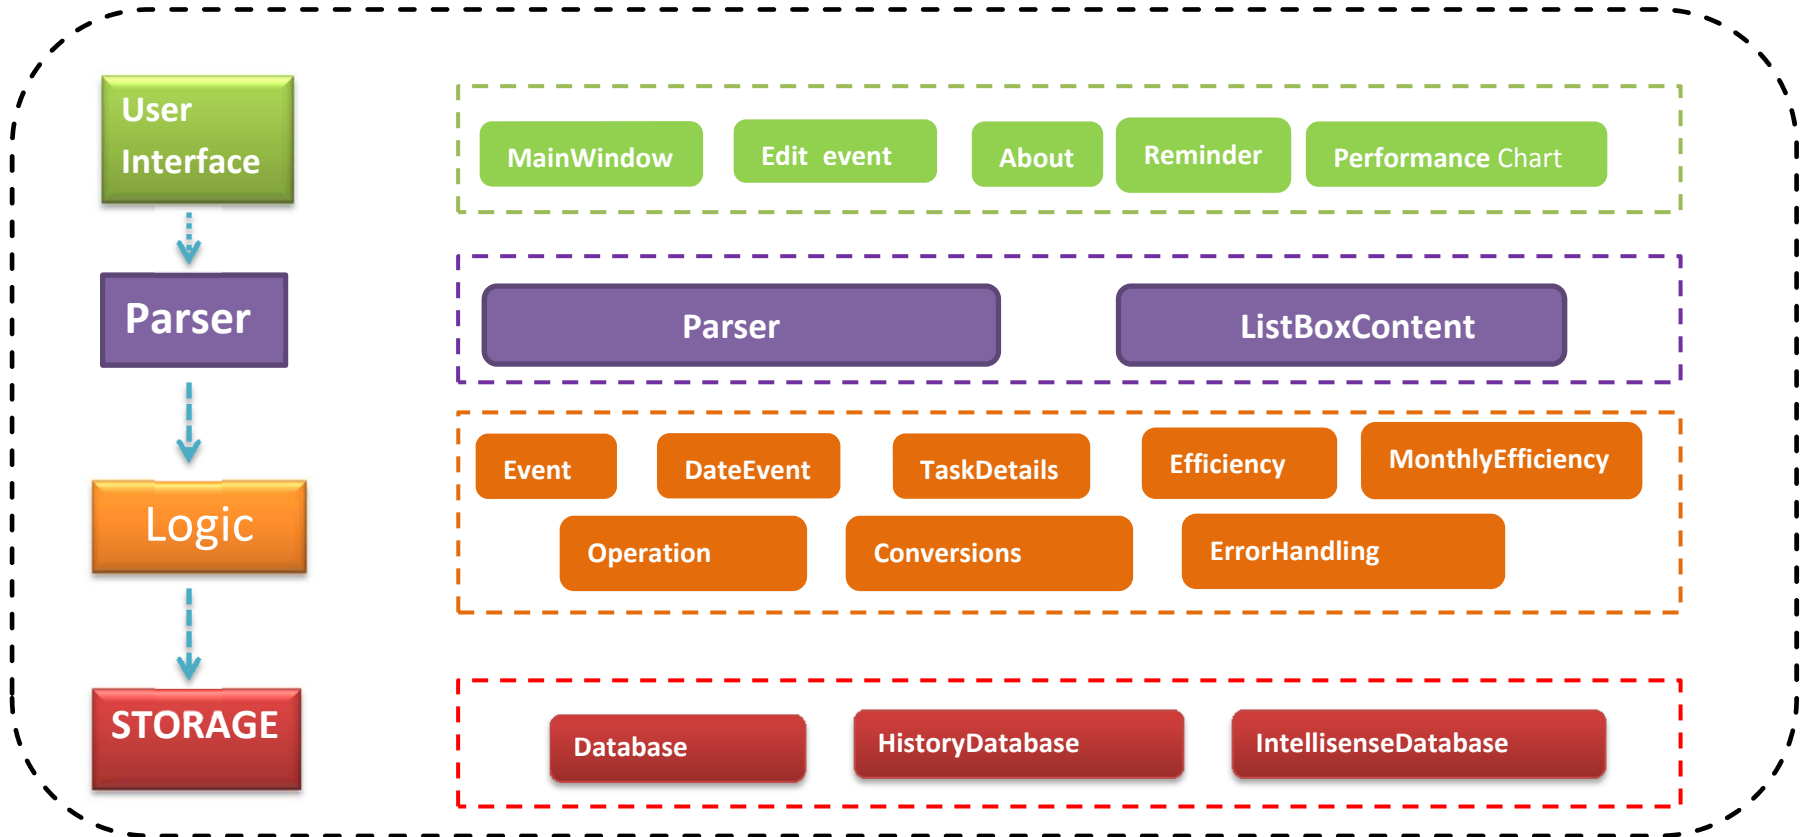 User
Interface
MainWindow
Edit event
About
Reminder
Performance Chart
Parser
Parser
ListBoxContent
Logic
Event
DateEvent
TaskDetails
Efficiency
MonthlyEfficiency
Operation
Conversions
ErrorHandling
STORAGE
Database
HistoryDatabase
IntellisenseDatabase